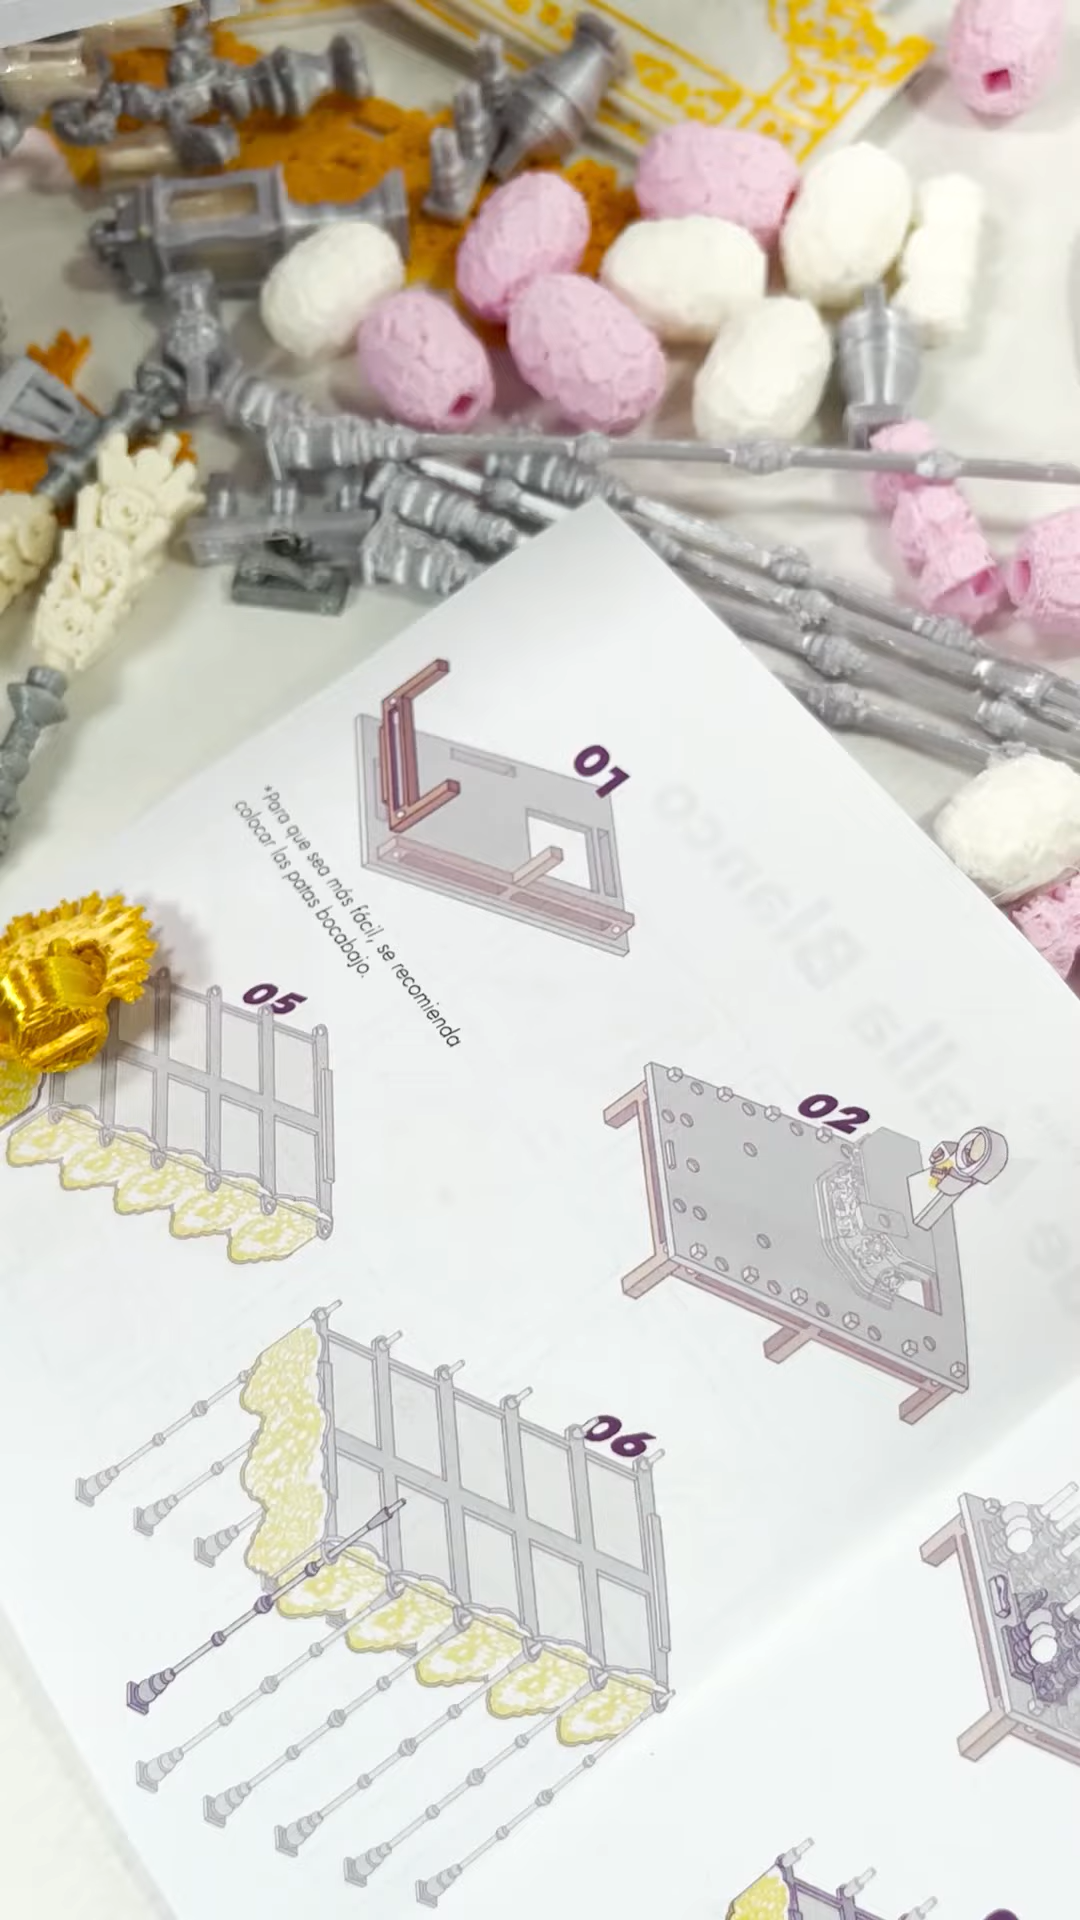 01
*Para que sea más fácil, se recomienda
colocar las patas bocabajo.
05
02
06